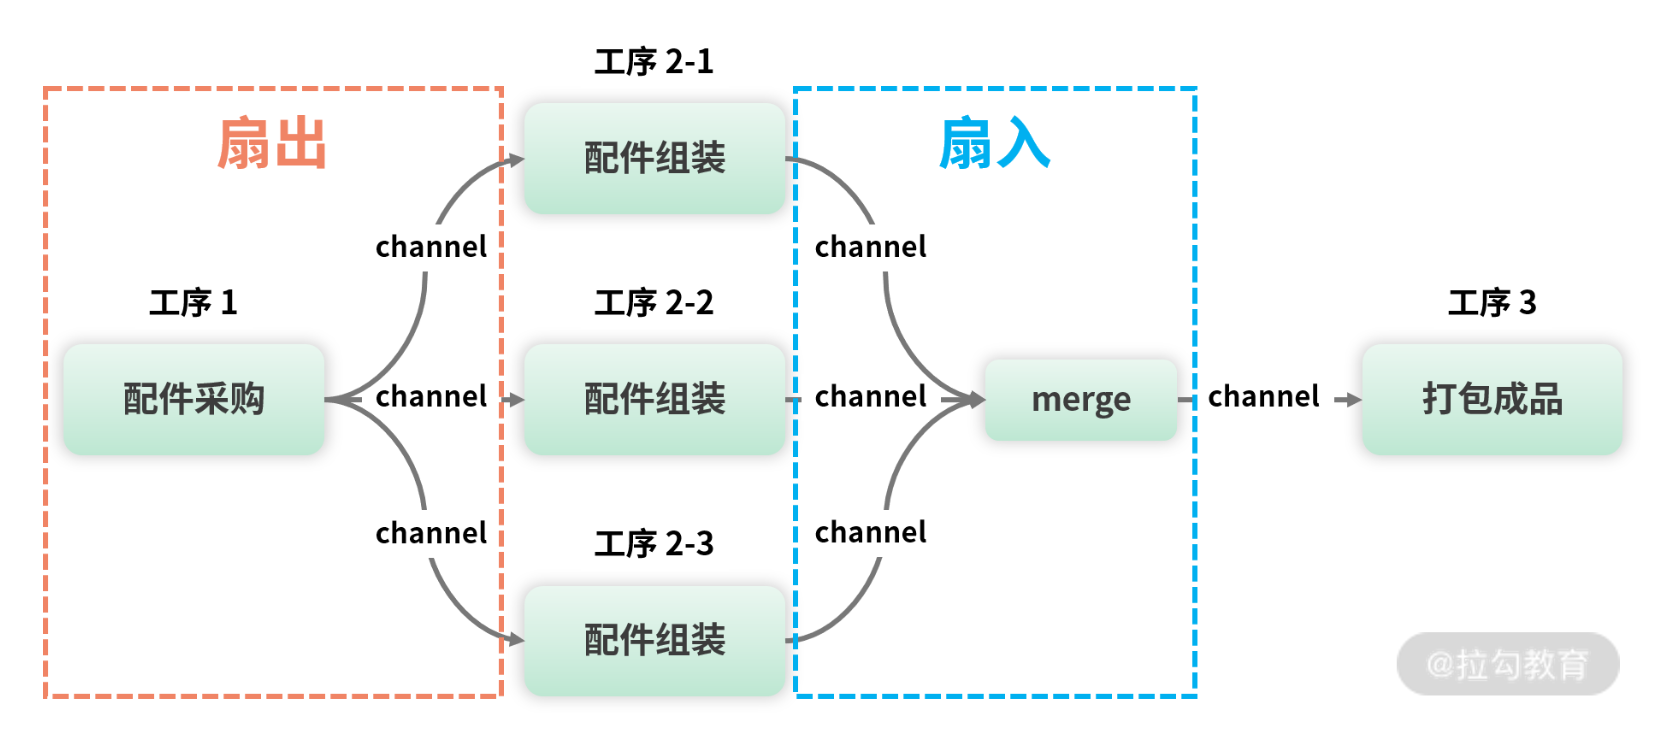 工序 2-1
扇出
配件组装
扇入
channel
channel
工序 1
工序 2-2
工序 3
配件采购
channel
配件组装
channel
merge
channel
打包成品
channel
工序 2-3
channel
配件组装
@拉勾教育